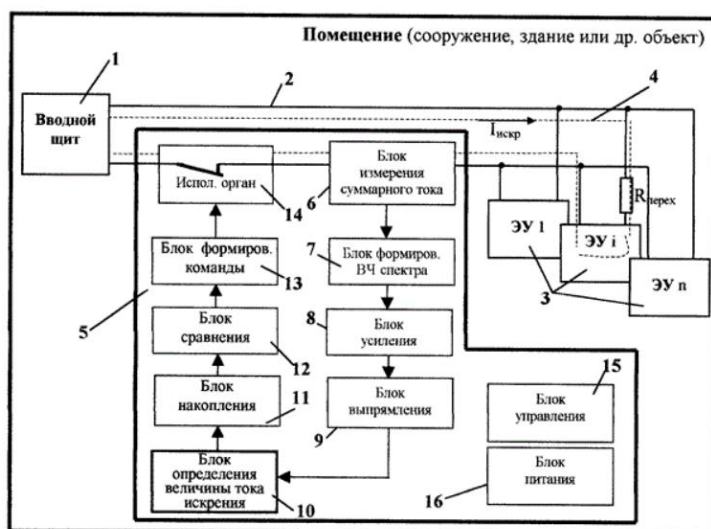 Помещение (сооружение, здание или др. объект)
1
2
4
Вводной
щит
Iискр
Испол. орган
14
Блок
измерения
суммарного тока
6
Rперех
ЭУ 1
ЭУ i
ЭУ n
3
Блок формиров.
команды
13
7
Блок формиров.
ВЧ спектра
5
Блок
сравнения
12
8
Блок
усиления
Блок
накопления
11
Блок
выпрямления
9
15
Блок
управления
Блок
определения
величины тока
искрения
10
16
Блок
питания